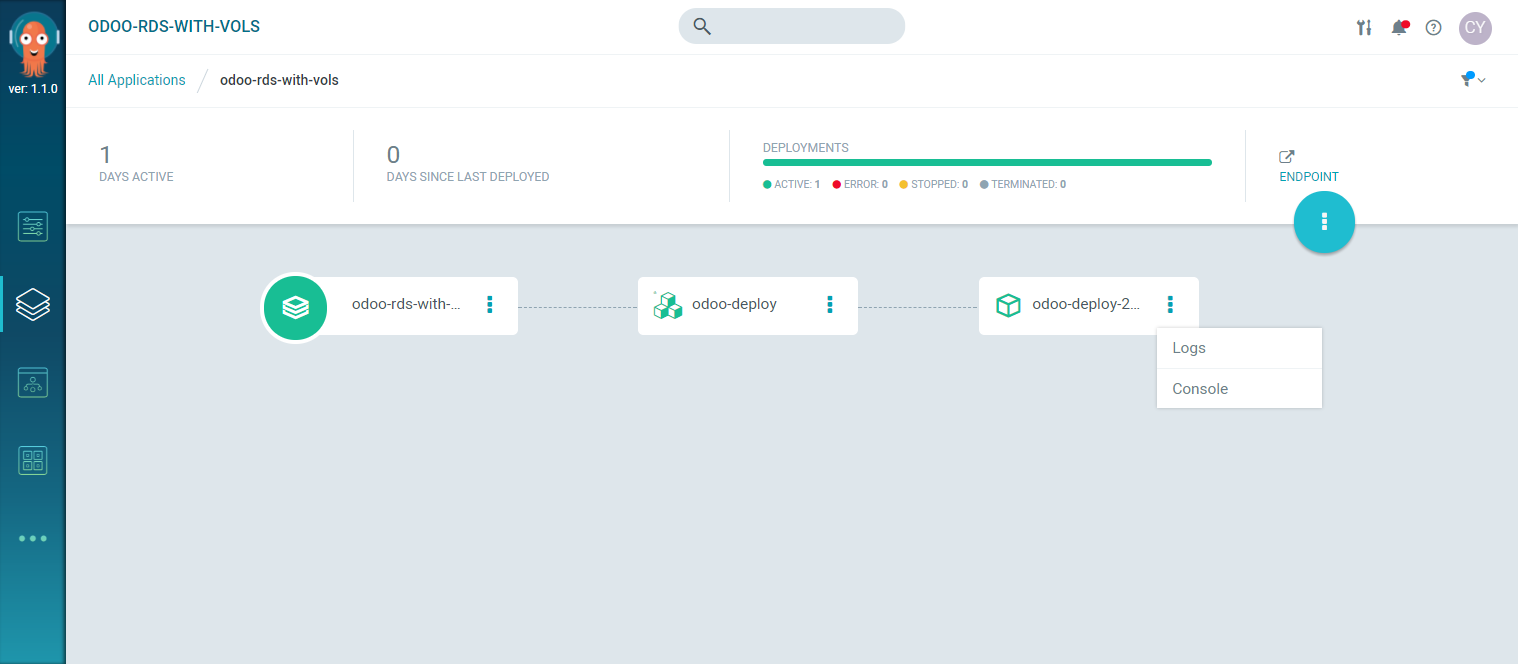 ODOO-RDS-WITH-VOLS
CY
ver: 1.1.0
All Applications
odoo-rds-with-vols
1
DAYS ACTIVE
0
DAYS SINCE LAST DEPLOYED
DEPLOYMENTS
ACTIVE: 1 ERROR: 0 STOPPED: 0 TERMINATED: 0
ENDPOINT
odoo-rds-with-...
odoo-deploy
odoo-deploy-2...
Logs
Console